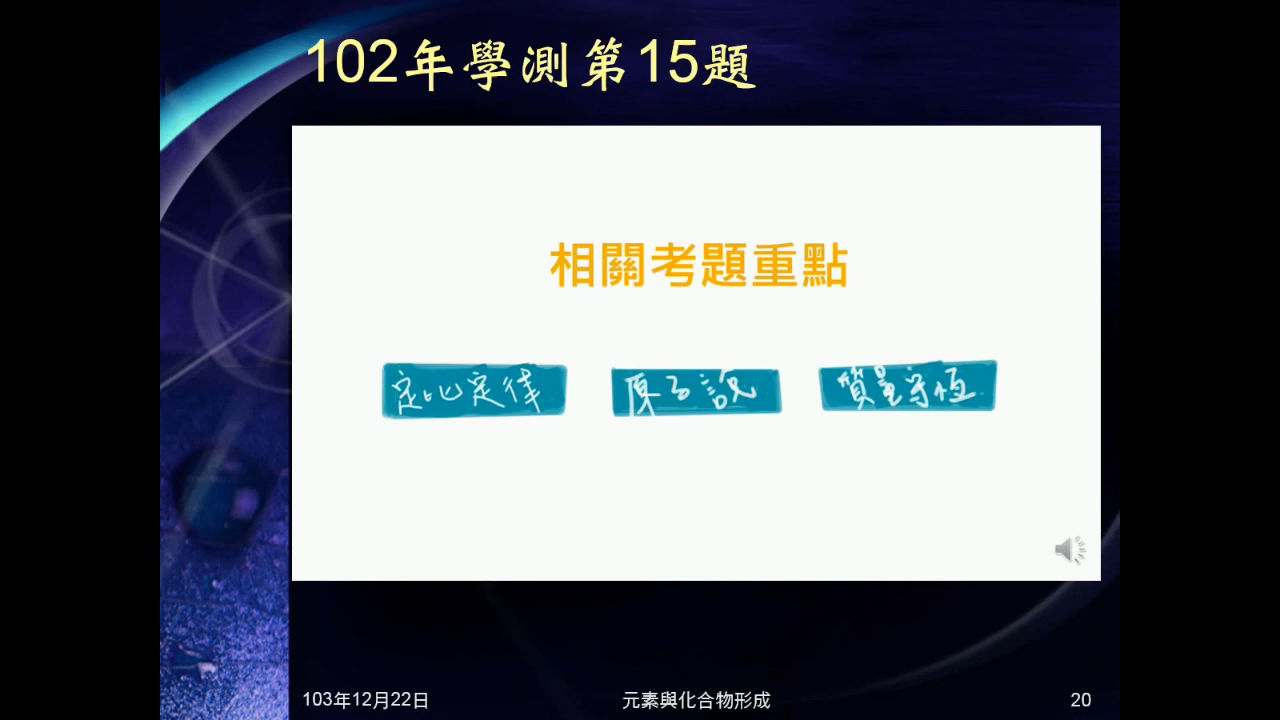 102年學測第15題
相關考題重點
定比定律 原子說 質量守恆
103年12月22日 元素與化合物形成 20